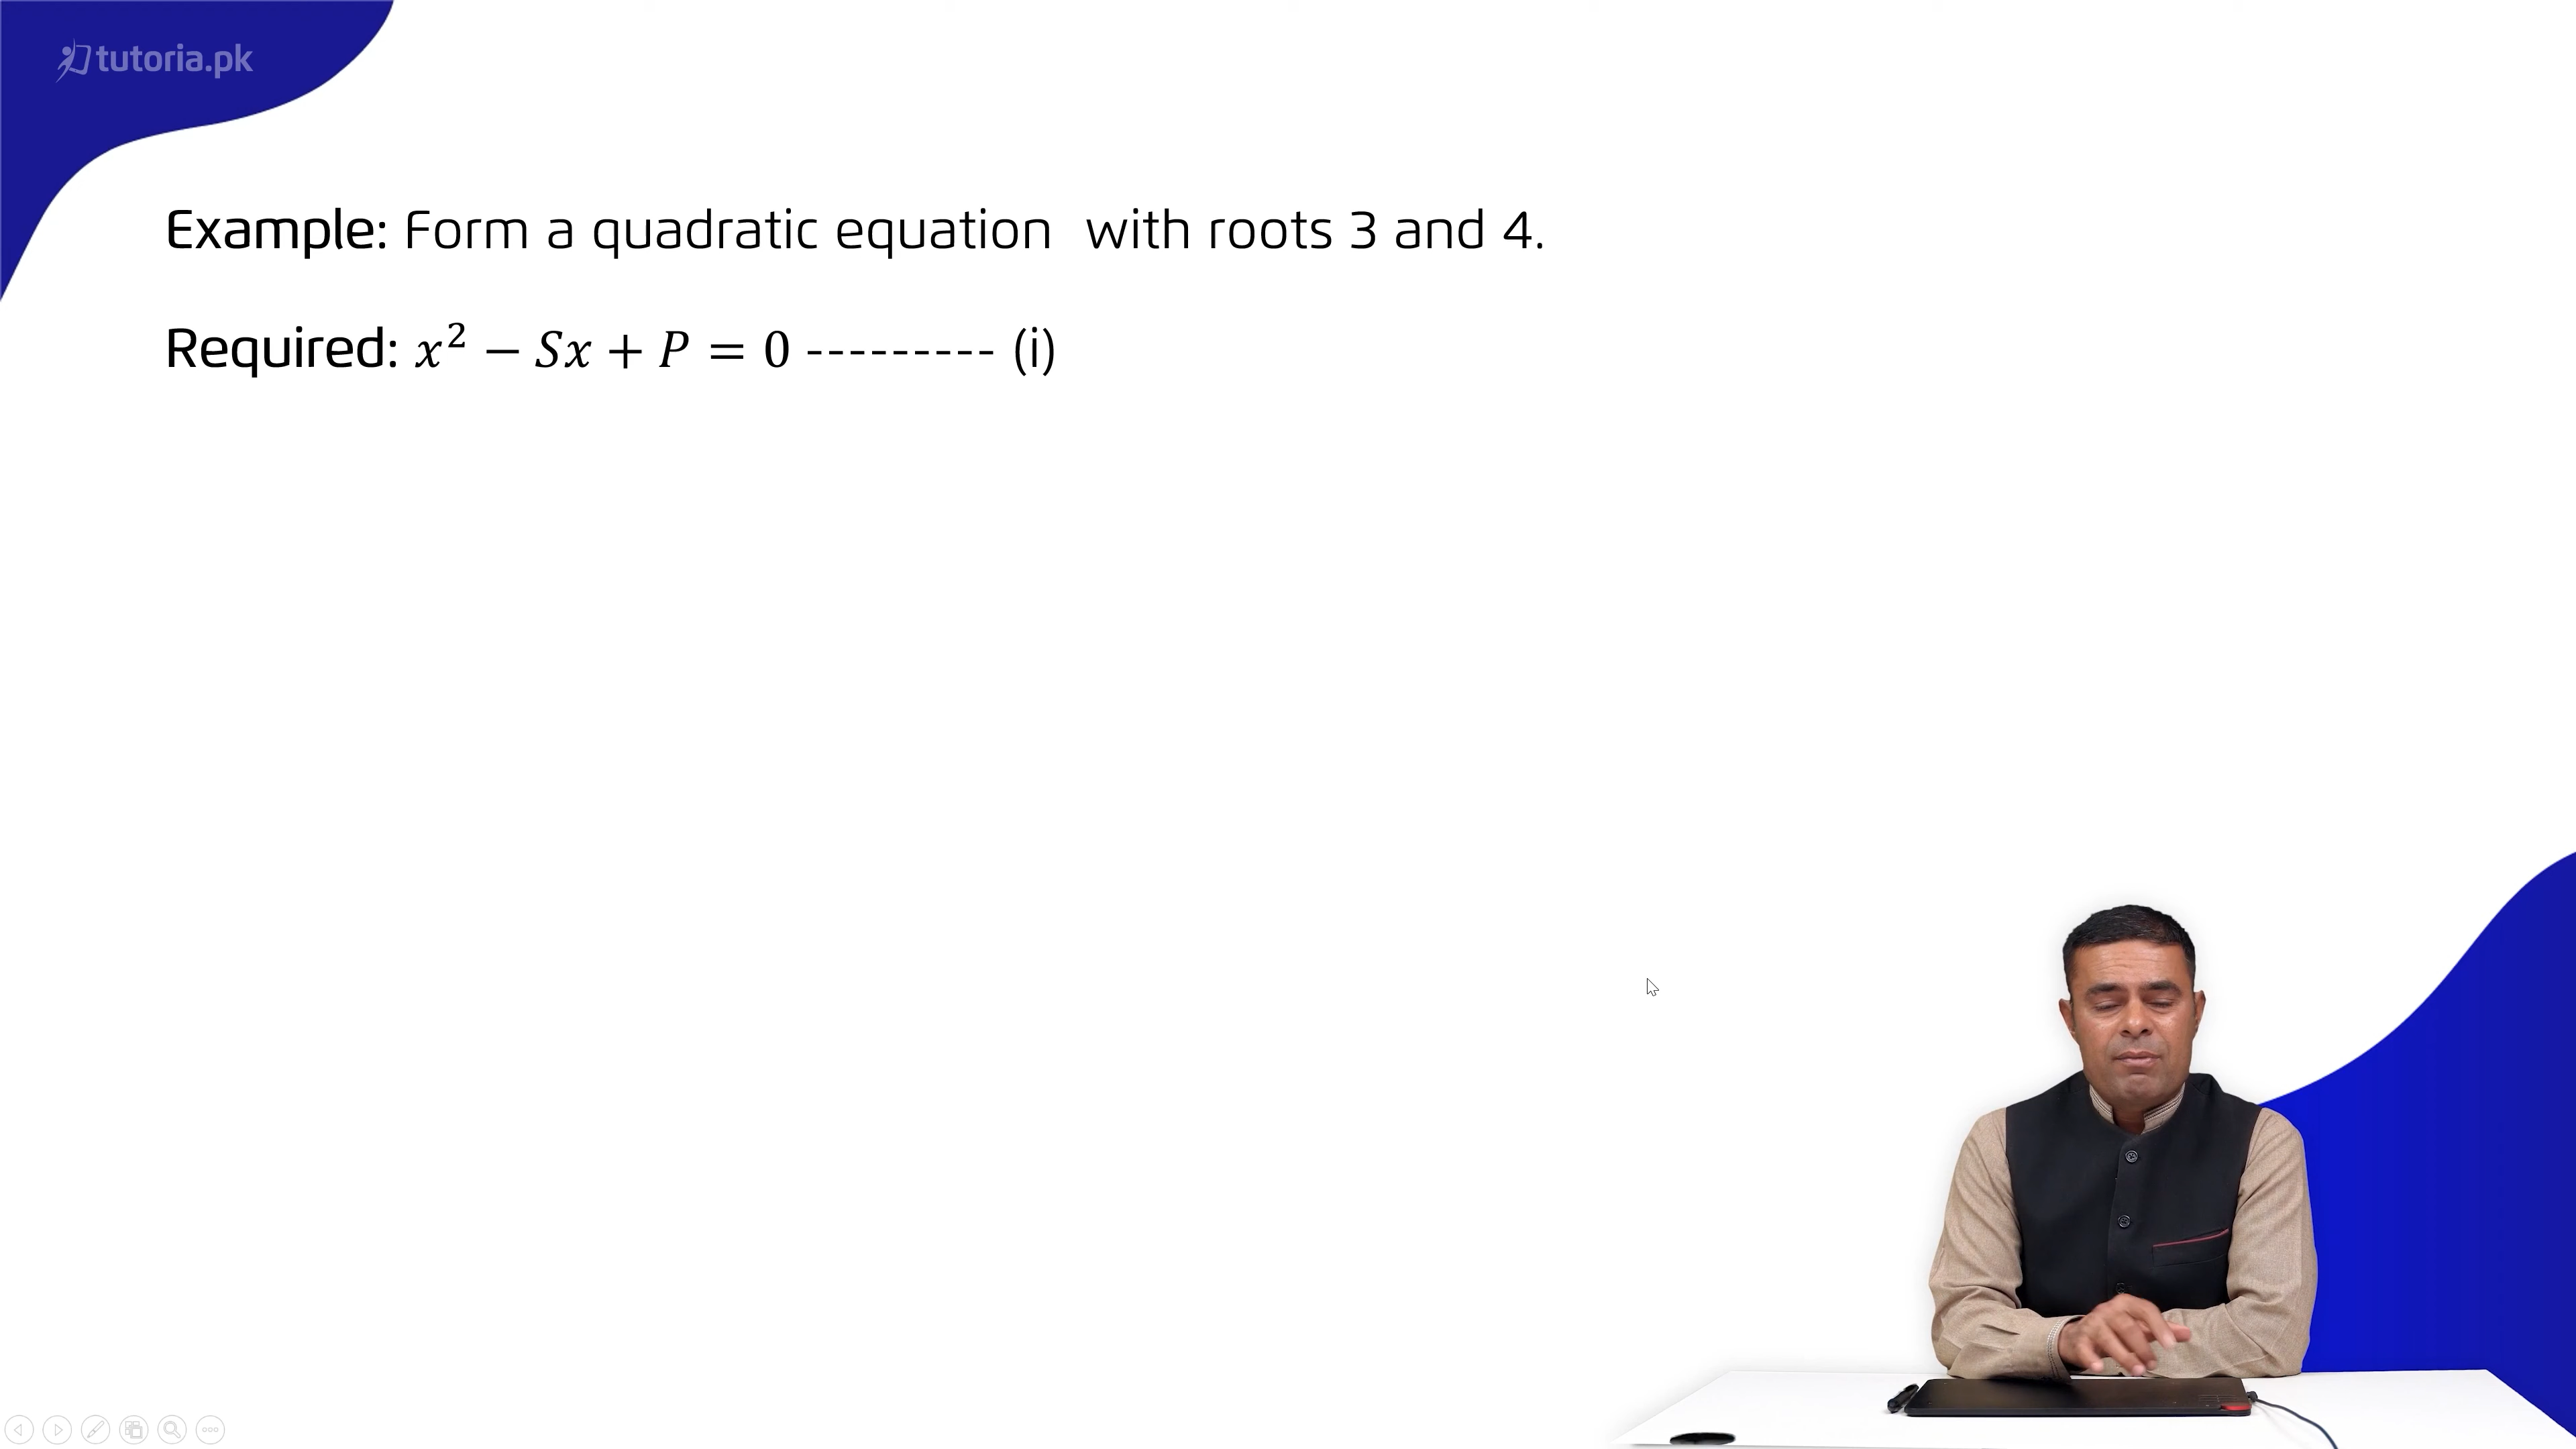 tutoria.pk
Example: Form a quadratic equation with roots 3 and 4.
Required: x² − Sx + P = 0 --------- (i)